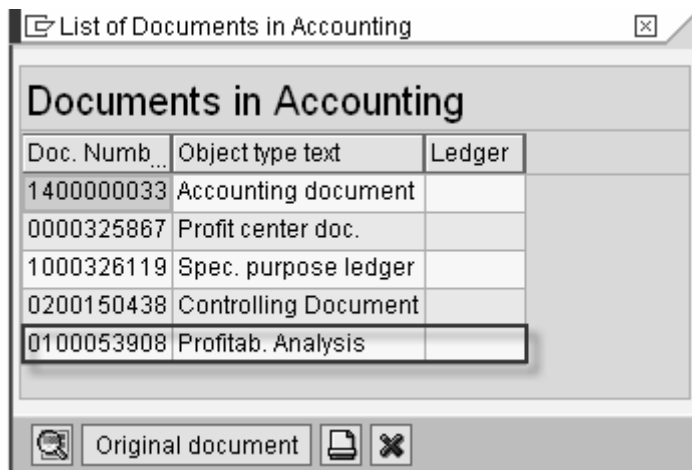 List of Documents in Accounting
Documents in Accounting
Doc. Numb... Object type text Ledger
1400000033 Accounting document
0000325867 Profit center doc.
1000326119 Spec. purpose ledger
0200150438 Controlling Document
0100053908 Profitab. Analysis
Original document